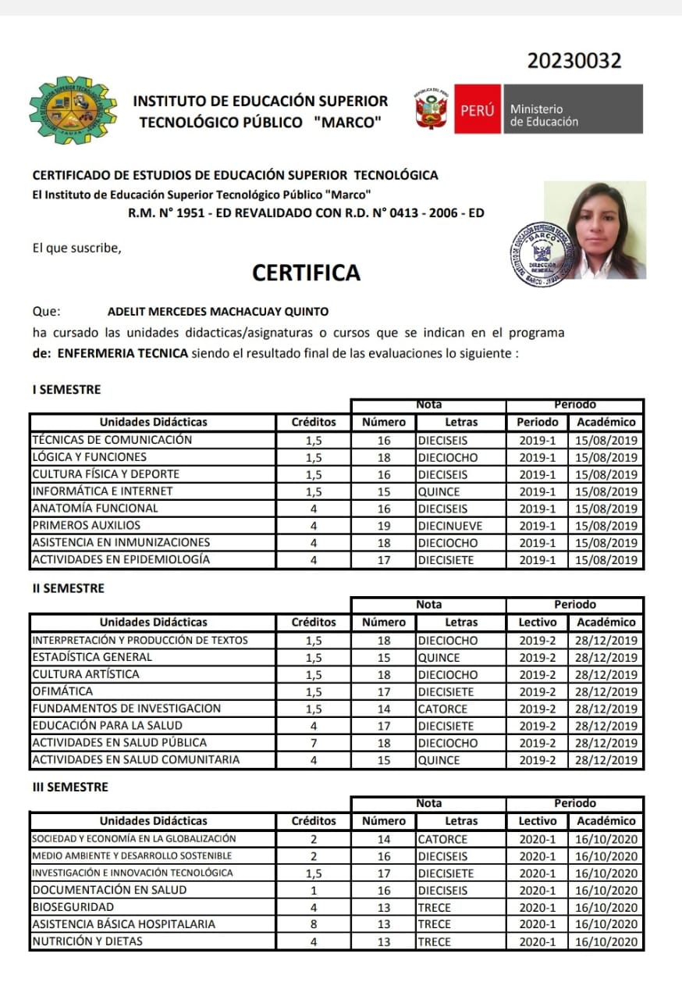 20230032
INSTITUTO DE EDUCACIÓN SUPERIOR
TECNOLÓGICO PÚBLICO "MARCO"
JAUJA
REPÚBLICA DEL PERÚ
PERÚ
Ministerio
de Educación
CERTIFICADO DE ESTUDIOS DE EDUCACIÓN SUPERIOR TECNOLÓGICA
El Instituto de Educación Superior Tecnológico Público "Marco"
R.M. N° 1951 - ED REVALIDADO CON R.D. N° 0413 - 2006 - ED
"MARCO"
DIRECCIÓN
GENERAL
MARCO - JAUJA
El que suscribe,
CERTIFICA
Que: ADELIT MERCEDES MACHACUAY QUINTO
ha cursado las unidades didacticas/asignaturas o cursos que se indican en el programa
de: ENFERMERIA TECNICA siendo el resultado final de las evaluaciones lo siguiente :
I SEMESTRE
Nota Periodo
Unidades Didácticas Créditos Número Letras Periodo Académico
TÉCNICAS DE COMUNICACIÓN 1,5 16 DIECISEIS 2019-1 15/08/2019
LÓGICA Y FUNCIONES 1,5 18 DIECIOCHO 2019-1 15/08/2019
CULTURA FÍSICA Y DEPORTE 1,5 16 DIECISEIS 2019-1 15/08/2019
INFORMÁTICA E INTERNET 1,5 15 QUINCE 2019-1 15/08/2019
ANATOMÍA FUNCIONAL 4 16 DIECISEIS 2019-1 15/08/2019
PRIMEROS AUXILIOS 4 19 DIECINUEVE 2019-1 15/08/2019
ASISTENCIA EN INMUNIZACIONES 4 18 DIECIOCHO 2019-1 15/08/2019
ACTIVIDADES EN EPIDEMIOLOGÍA 4 17 DIECISIETE 2019-1 15/08/2019
II SEMESTRE
Nota Periodo
Unidades Didácticas Créditos Número Letras Lectivo Académico
INTERPRETACIÓN Y PRODUCCIÓN DE TEXTOS 1,5 18 DIECIOCHO 2019-2 28/12/2019
ESTADÍSTICA GENERAL 1,5 15 QUINCE 2019-2 28/12/2019
CULTURA ARTÍSTICA 1,5 18 DIECIOCHO 2019-2 28/12/2019
OFIMÁTICA 1,5 17 DIECISIETE 2019-2 28/12/2019
FUNDAMENTOS DE INVESTIGACION 1,5 14 CATORCE 2019-2 28/12/2019
EDUCACIÓN PARA LA SALUD 4 17 DIECISIETE 2019-2 28/12/2019
ACTIVIDADES EN SALUD PÚBLICA 7 18 DIECIOCHO 2019-2 28/12/2019
ACTIVIDADES EN SALUD COMUNITARIA 4 15 QUINCE 2019-2 28/12/2019
III SEMESTRE
Nota Periodo
Unidades Didácticas Créditos Número Letras Lectivo Académico
SOCIEDAD Y ECONOMÍA EN LA GLOBALIZACIÓN 2 14 CATORCE 2020-1 16/10/2020
MEDIO AMBIENTE Y DESARROLLO SOSTENIBLE 2 16 DIECISEIS 2020-1 16/10/2020
INVESTIGACIÓN E INNOVACIÓN TECNOLÓGICA 1,5 17 DIECISIETE 2020-1 16/10/2020
DOCUMENTACIÓN EN SALUD 1 16 DIECISEIS 2020-1 16/10/2020
BIOSEGURIDAD 4 13 TRECE 2020-1 16/10/2020
ASISTENCIA BÁSICA HOSPITALARIA 8 13 TRECE 2020-1 16/10/2020
NUTRICIÓN Y DIETAS 4 13 TRECE 2020-1 16/10/2020